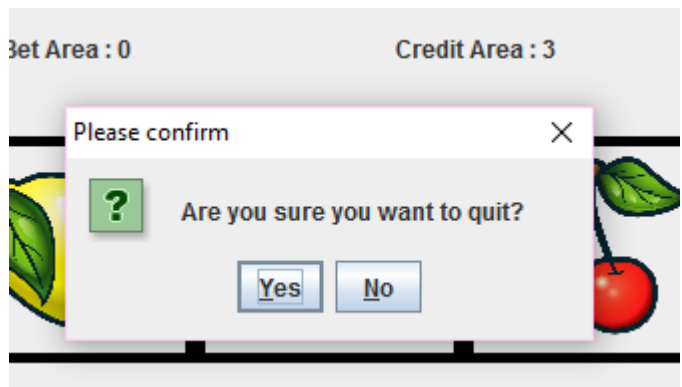 Bet Area : 0
Credit Area : 3
Please confirm
?
Are you sure you want to quit?
Yes
No